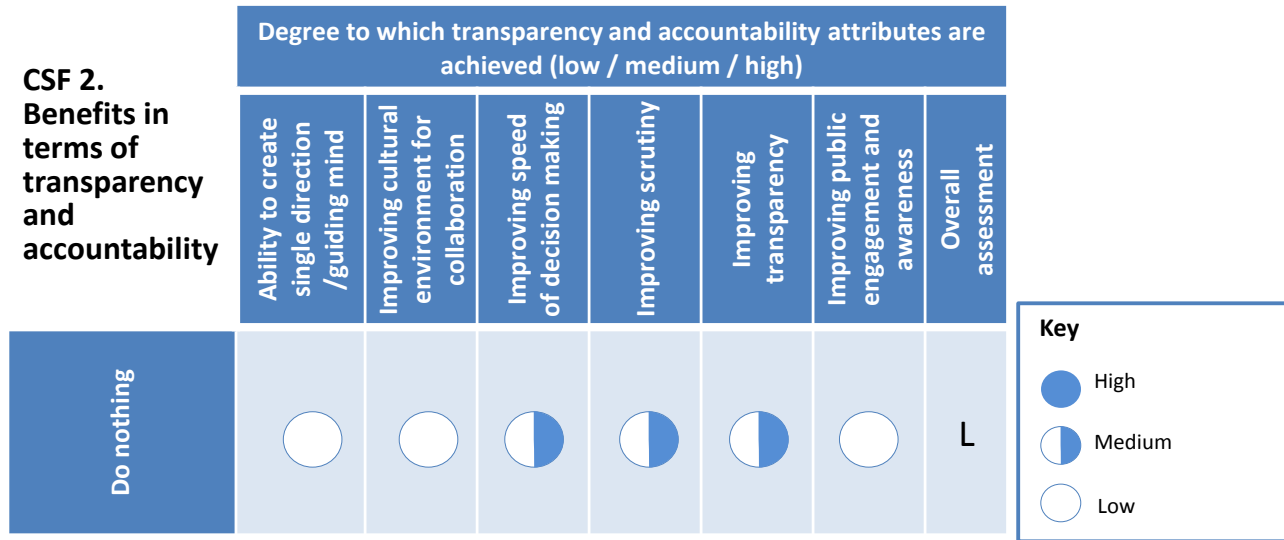 CSF 2.
Benefits in
terms of
transparency
and
accountability
Degree to which transparency and accountability attributes are
achieved (low / medium / high)
Ability to create
single direction
/guiding mind
Improving cultural
environment for
collaboration
Improving speed
of decision making
Improving scrutiny
Improving
transparency
Improving public
engagement and
awareness
Overall
assessment
Do nothing
L
Key
High
Medium
Low